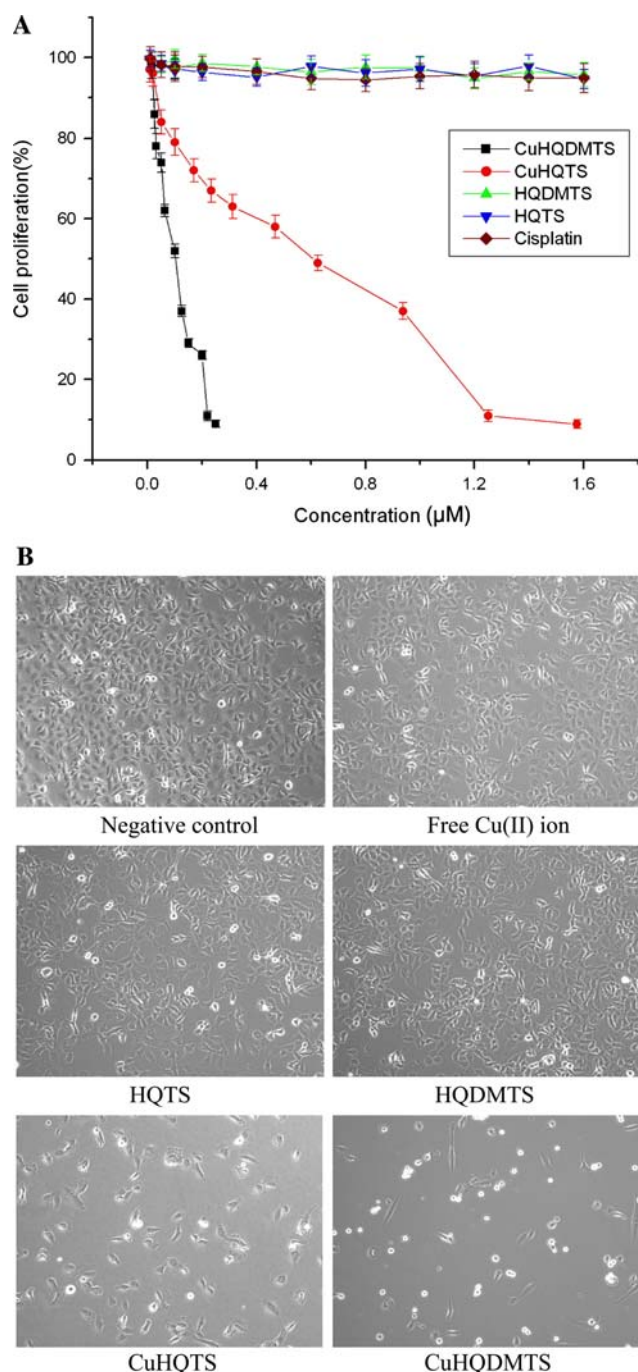 A
Cell proliferation(%)
100
80
60
40
20
0
CuHQDMTS
CuHQTS
HQDMTS
HQTS
Cisplatin
0.0 0.4 0.8 1.2 1.6
Concentration (µM)
B
Negative control Free Cu(II) ion
HQTS HQDMTS
CuHQTS CuHQDMTS